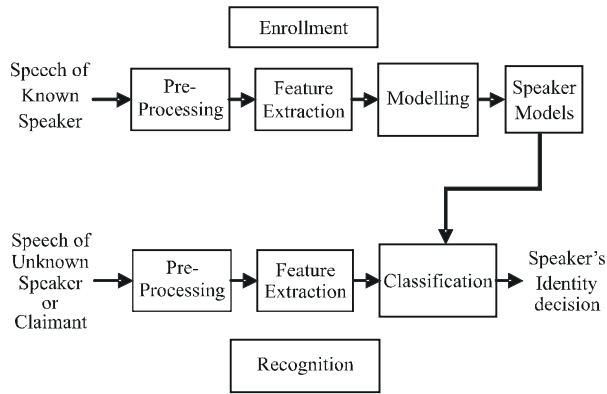 Enrollment
Speech of
Known
Speaker
Pre-
Processing
Feature
Extraction
Modelling
Speaker
Models
Speech of
Unknown
Speaker
or
Claimant
Pre-
Processing
Feature
Extraction
Classification
Speaker's
Identity
decision
Recognition